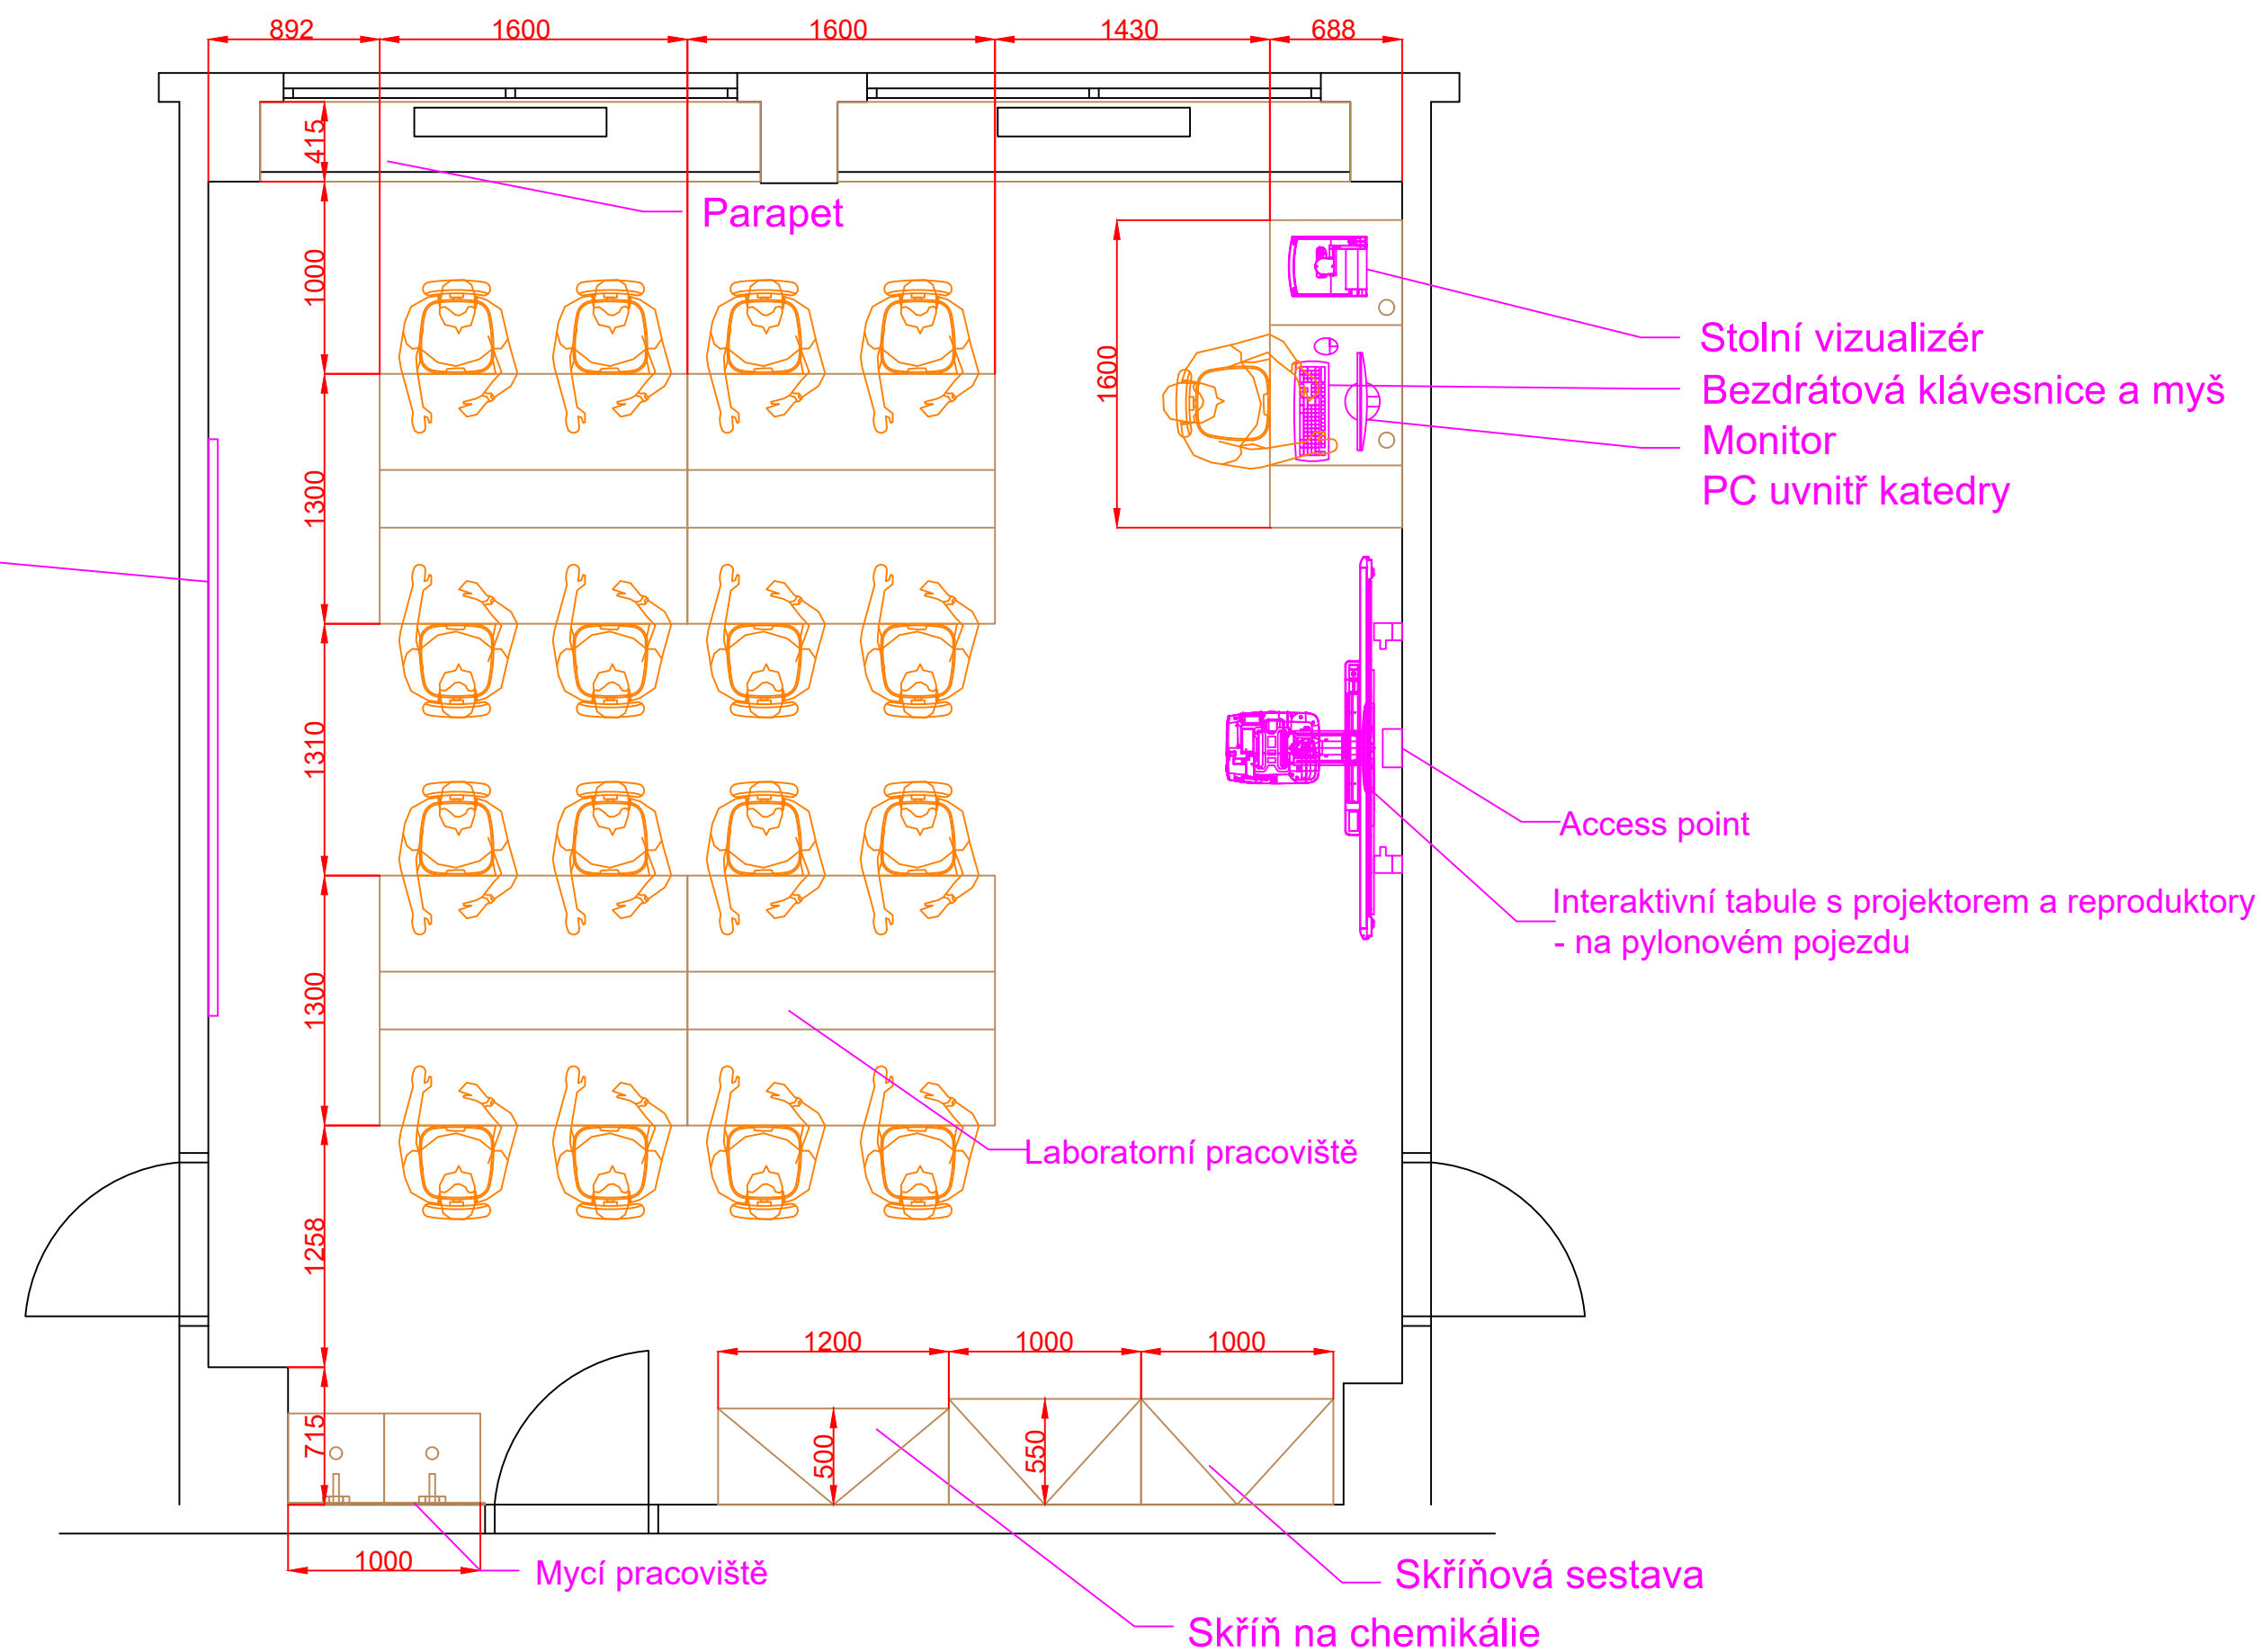 892
1600
1600
1430
688
415
Parapet
1000
1600
Stolní vizualizér
Bezdrátová klávesnice a myš
Monitor
PC uvnitř katedry
1300
1310
Access point
Interaktivní tabule s projektorem a reproduktory
- na pylonovém pojezdu
1300
Laboratorní pracoviště
1258
1200
1000
1000
715
500
550
1000
Mycí pracoviště
Skříňová sestava
Skříň na chemikálie